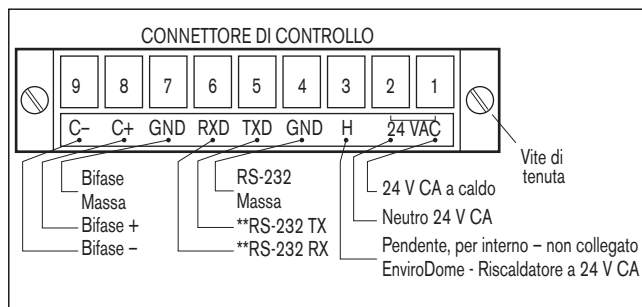 CONNETTORE DI CONTROLLO
9 8 7 6 5 4 3 2 1
C– C+ GND RXD TXD GND H 24 VAC
Vite di
tenuta
Bifase
Massa
Bifase +
Bifase –
RS-232
Massa
**RS-232 TX
**RS-232 RX
24 V CA a caldo
Neutro 24 V CA
Pendente, per interno – non collegato
EnviroDome - Riscaldatore a 24 V CA